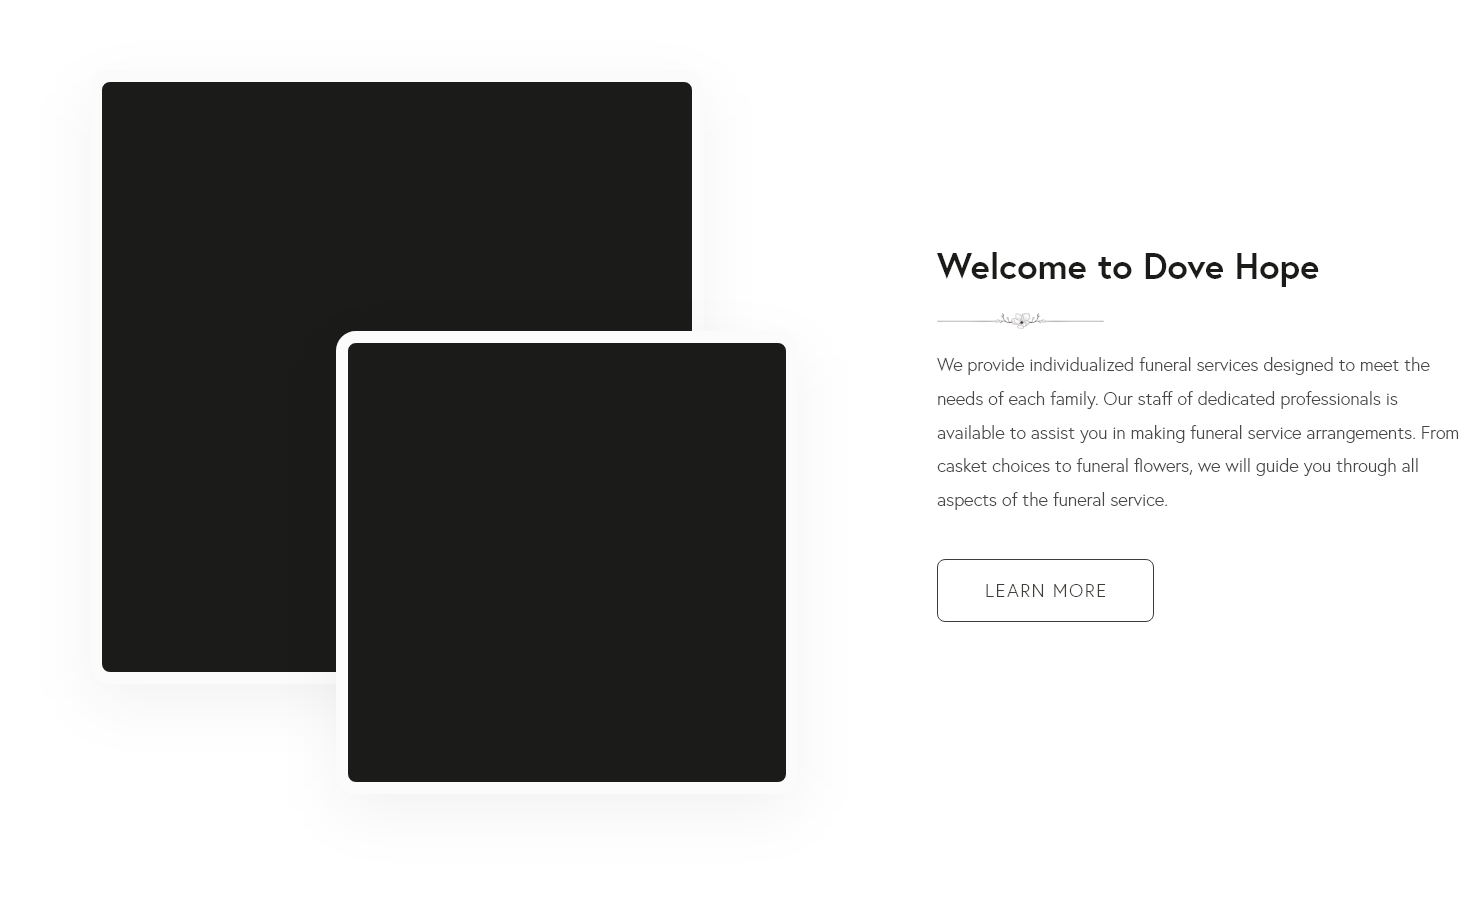 Welcome to Dove Hope
We provide individualized funeral services designed to meet the
needs of each family. Our staff of dedicated professionals is
available to assist you in making funeral service arrangements. From
casket choices to funeral flowers, we will guide you through all
aspects of the funeral service.
LEARN MORE